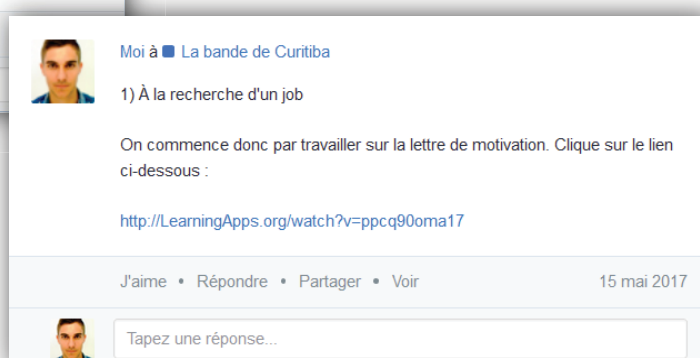 Moi à La bande de Curitiba
1) À la recherche d'un job
On commence donc par travailler sur la lettre de motivation. Clique sur le lien
ci-dessous :
http://LearningApps.org/watch?v=ppcq90oma17
J'aime • Répondre • Partager • Voir 15 mai 2017
Tapez une réponse...